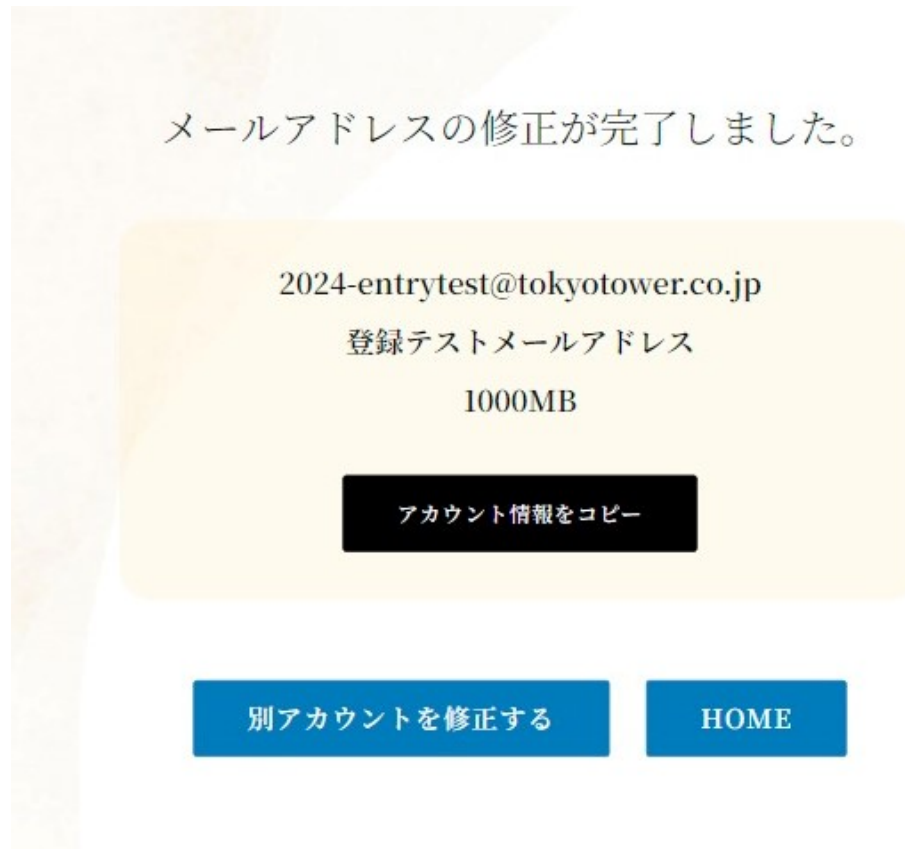 メールアドレスの修正が完了しました。
2024-entrytest@tokyotower.co.jp
登録テストメールアドレス
1000MB
アカウント情報をコピー
別アカウントを修正する
HOME